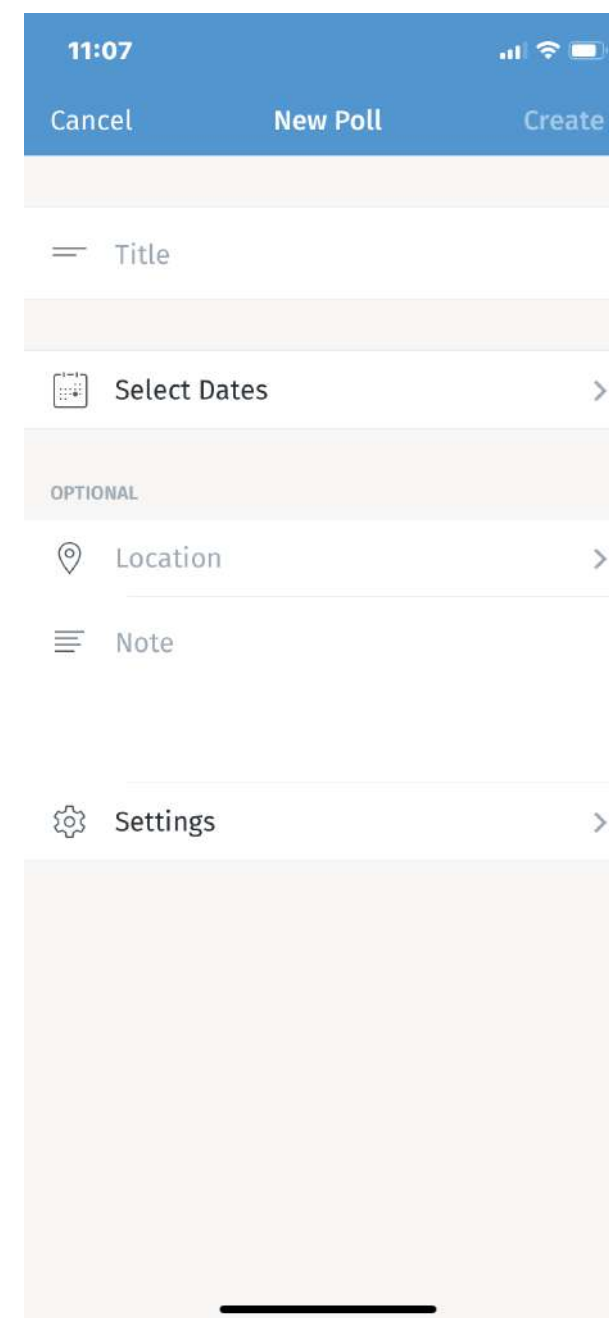 11:07
Cancel New Poll Create
Title
Select Dates
OPTIONAL
Location
Note
Settings